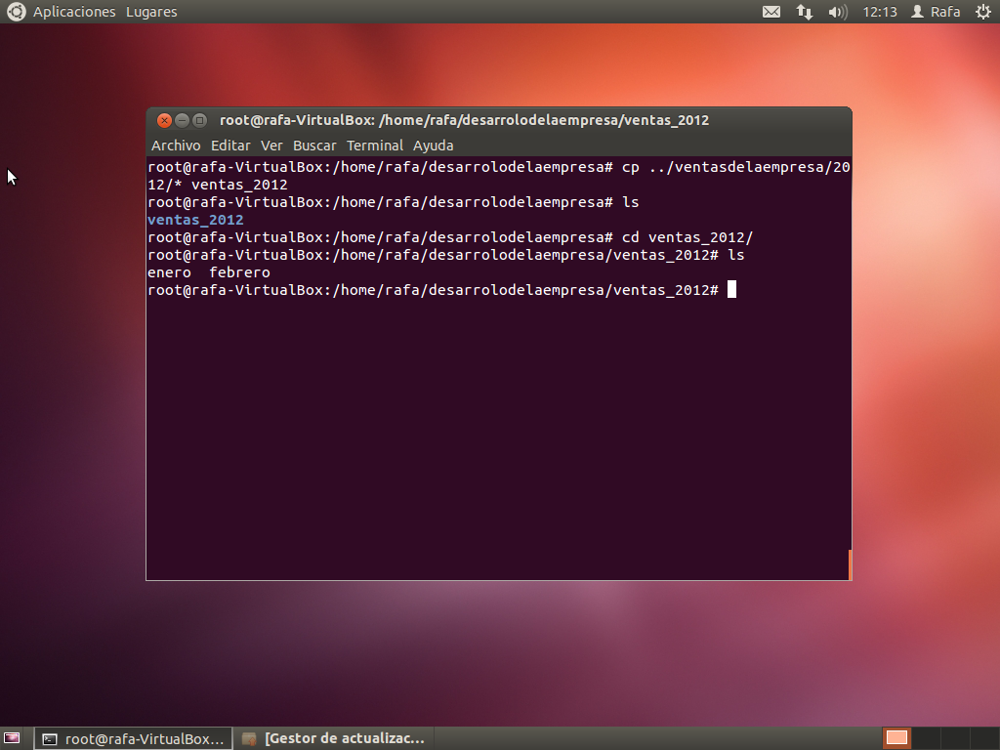 Aplicaciones Lugares 12:13 Rafa
root@rafa-VirtualBox: /home/rafa/desarrolodelaempresa/ventas_2012
Archivo Editar Ver Buscar Terminal Ayuda
root@rafa-VirtualBox:/home/rafa/desarrolodelaempresa# cp ../ventasdelaempresa/20
12/* ventas_2012
root@rafa-VirtualBox:/home/rafa/desarrolodelaempresa# ls
ventas_2012
root@rafa-VirtualBox:/home/rafa/desarrolodelaempresa# cd ventas_2012/
root@rafa-VirtualBox:/home/rafa/desarrolodelaempresa/ventas_2012# ls
enero  febrero
root@rafa-VirtualBox:/home/rafa/desarrolodelaempresa/ventas_2012#
root@rafa-VirtualBox... [Gestor de actualizac...